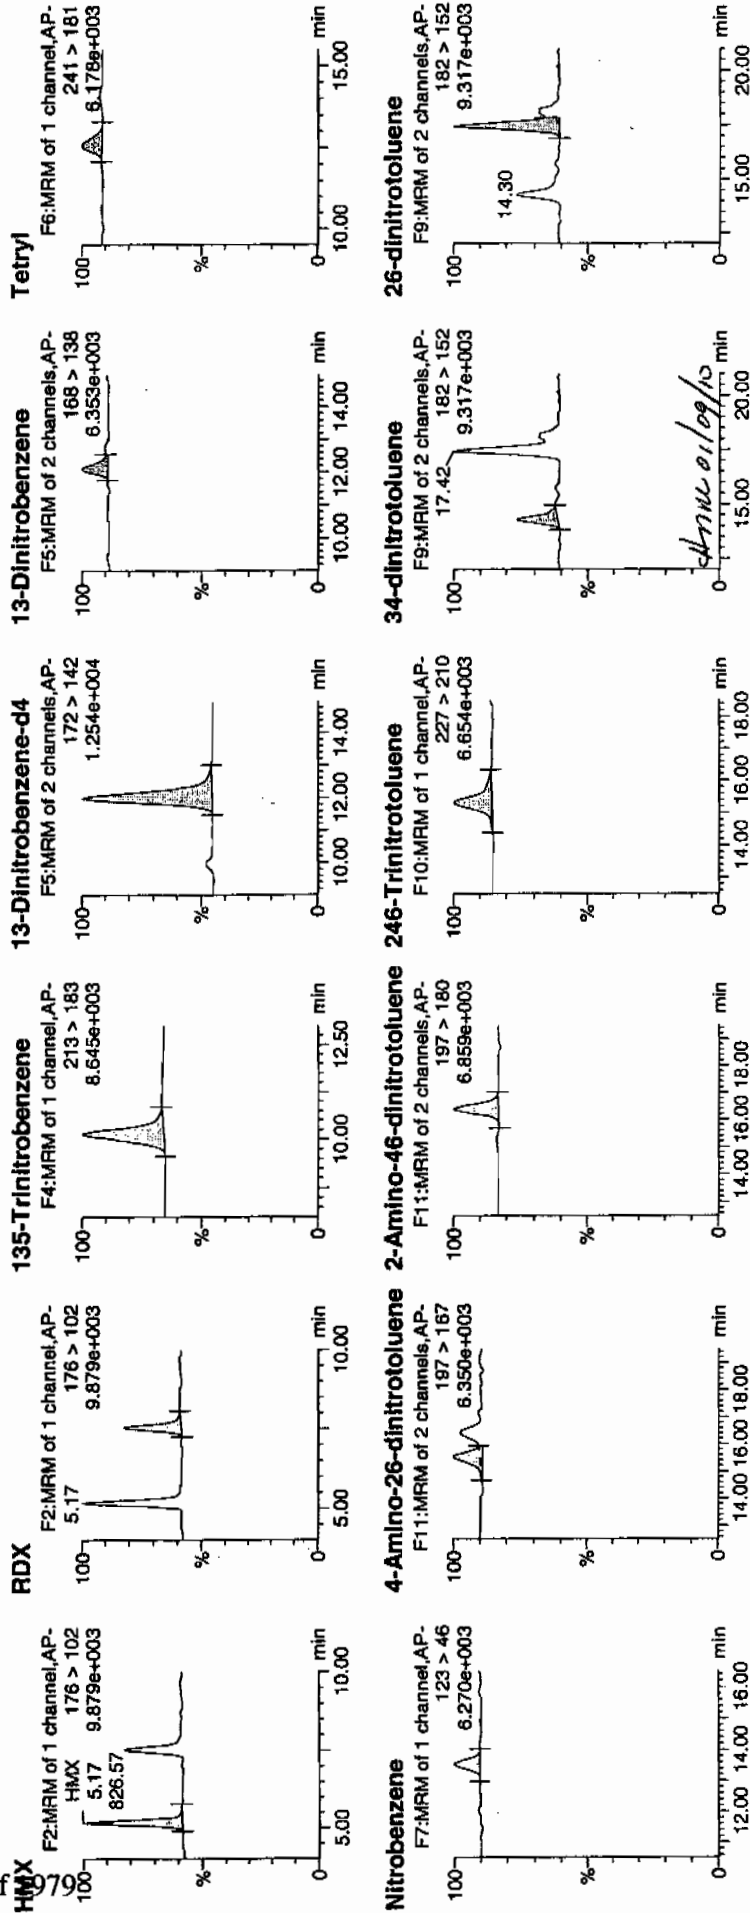 HMX
F2:MRM of 1 channel,AP-
HMX
176 > 102
5.17
9.879e+003
826.57
100
%
0
5.00
10.00
min
RDX
F2:MRM of 1 channel,AP-
5.17
176 > 102
9.879e+003
100
%
0
5.00
10.00
min
135-Trinitrobenzene
F4:MRM of 1 channel,AP-
213 > 183
8.645e+003
100
%
0
10.00
12.50
min
13-Dinitrobenzene-d4
F5:MRM of 2 channels,AP-
172 > 142
1.254e+004
100
%
0
10.00
12.00
14.00
min
13-Dinitrobenzene
F5:MRM of 2 channels,AP-
168 > 138
6.353e+003
100
%
0
10.00
12.00
14.00
min
Tetryl
F6:MRM of 1 channel,AP-
241 > 181
6.178e+003
100
%
0
10.00
15.00
min
Nitrobenzene
F7:MRM of 1 channel,AP-
123 > 46
6.270e+003
100
%
0
12.00
14.00
16.00
min
4-Amino-26-dinitrotoluene
F11:MRM of 2 channels,AP-
197 > 167
6.350e+003
100
%
0
14.00
16.00
18.00
min
2-Amino-46-dinitrotoluene
F11:MRM of 2 channels,AP-
197 > 180
6.859e+003
100
%
0
14.00
16.00
18.00
min
246-Trinitrotoluene
F10:MRM of 1 channel,AP-
227 > 210
6.654e+003
100
%
0
14.00
16.00
18.00
min
34-dinitrotoluene
F9:MRM of 2 channels,AP-
17.42
182 > 152
9.317e+003
100
%
0
15.00
20.00
min
01/09/10
26-dinitrotoluene
F9:MRM of 2 channels,AP-
182 > 152
9.317e+003
14.30
100
%
0
15.00
20.00
min